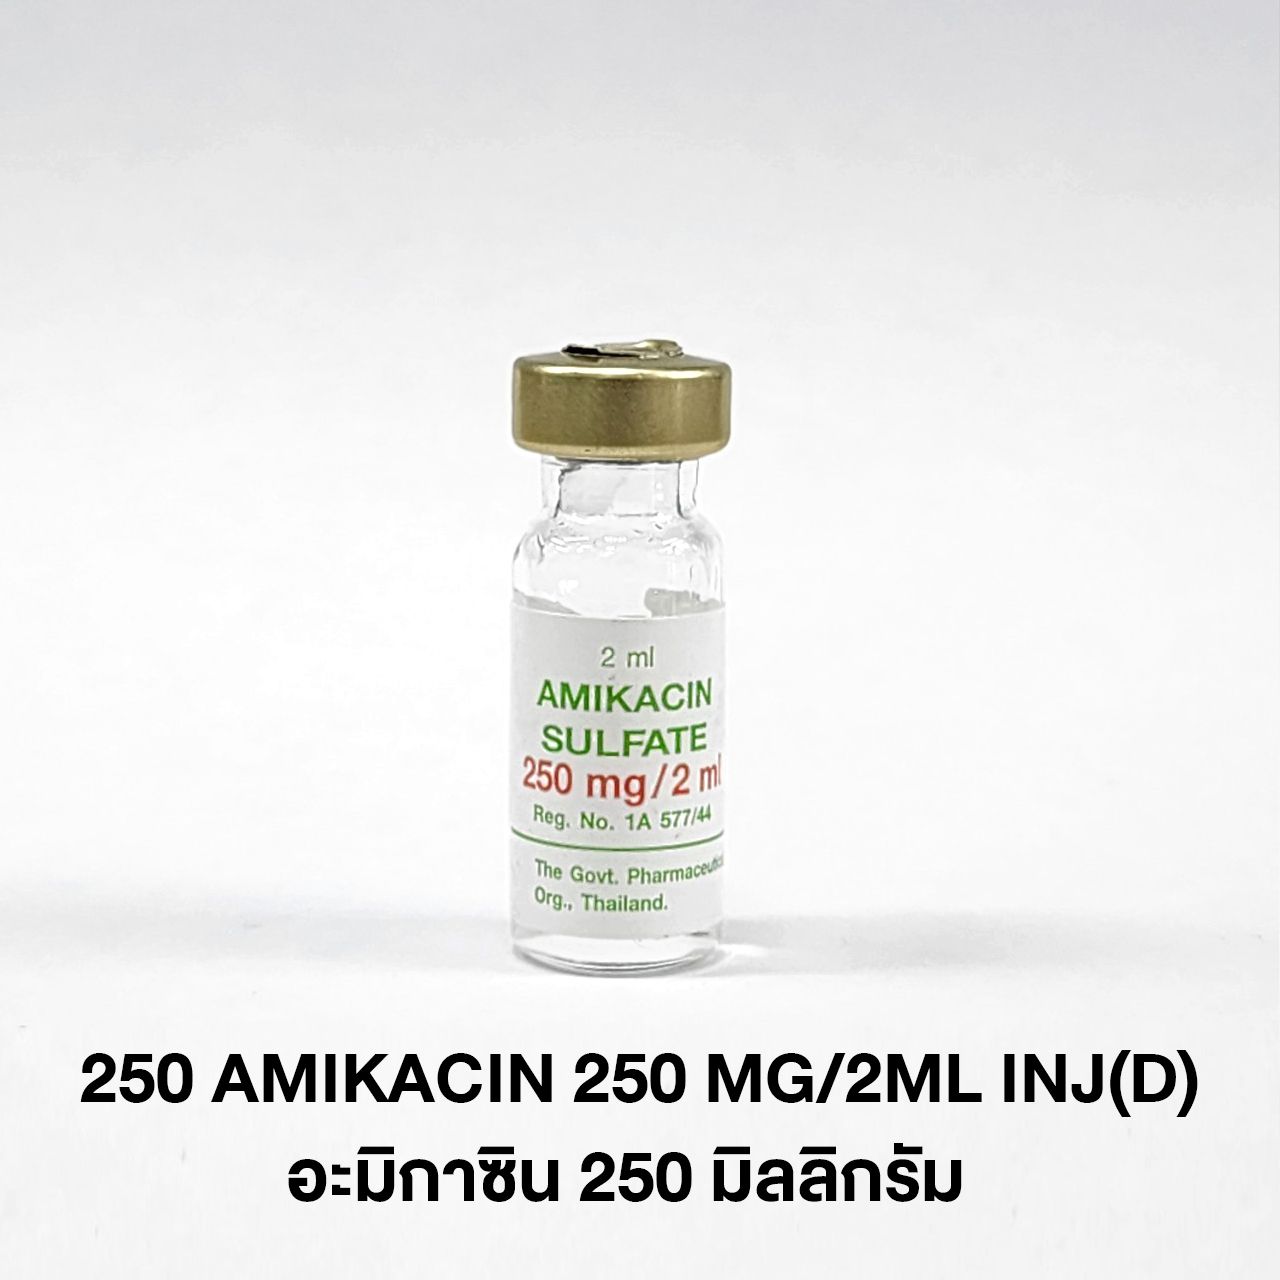 2 ml
AMIKACIN
SULFATE
250 mg/2 ml
Reg. No. 1A 577/44
The Govt. Pharmaceutical
Org., Thailand.
250 AMIKACIN 250 MG/2ML INJ(D)
อะมิกาซิน 250 มิลลิกรัม